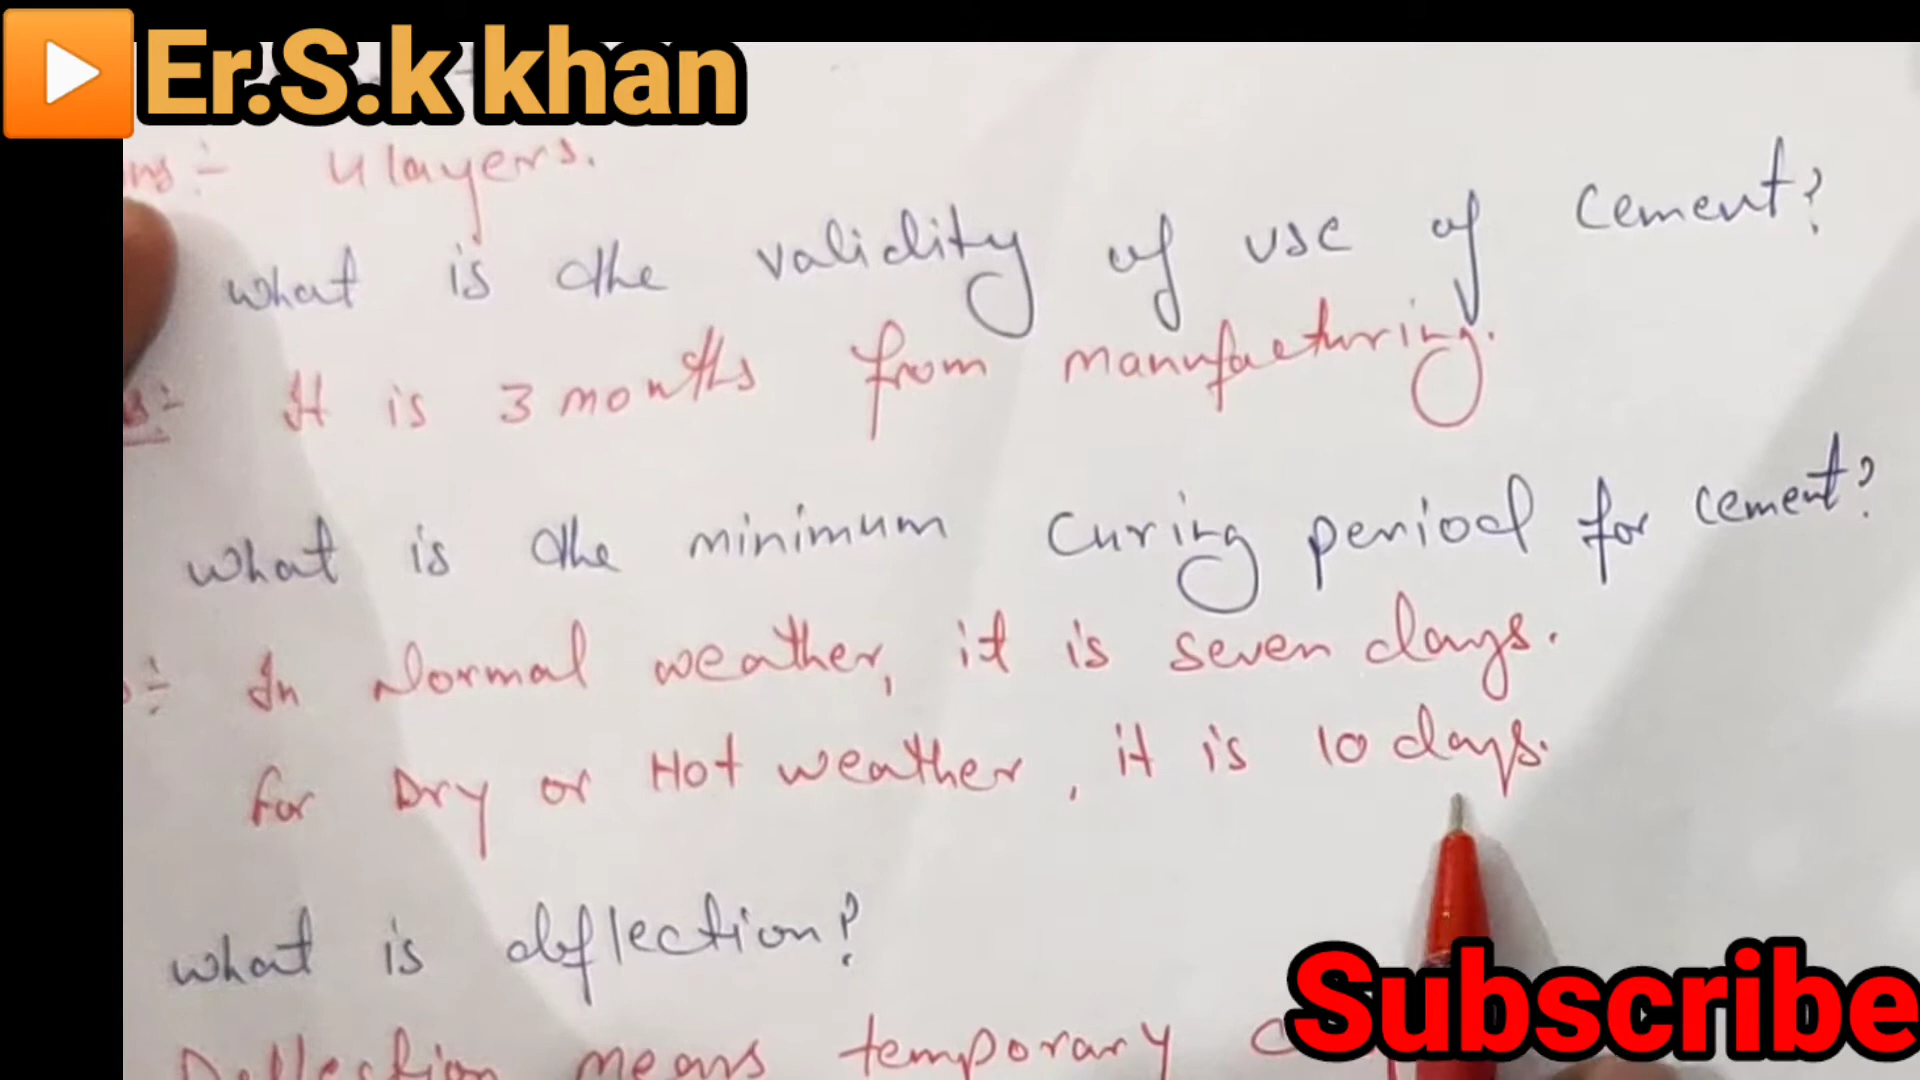 Er.S.k khan
ns:- 4 layers.
what is the validity of use of cement?
s:- It is 3 months from manufacturing.
what is the minimum curing period for cement?
s:- In Normal weather, it is seven days.
for Dry or Hot weather, it is 10 days.
what is deflection?
Deflection means temporary
Subscribe